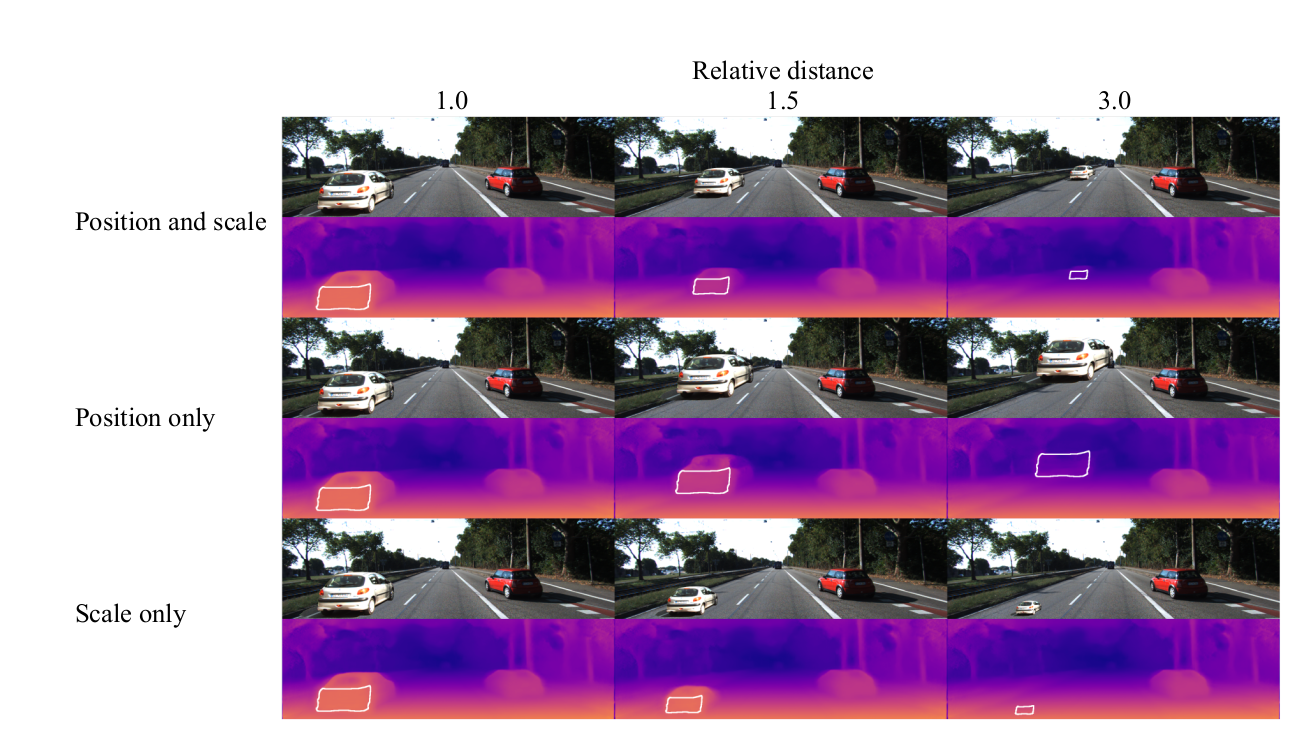 Relative distance
1.0 1.5 3.0
Position and scale
Position only
Scale only